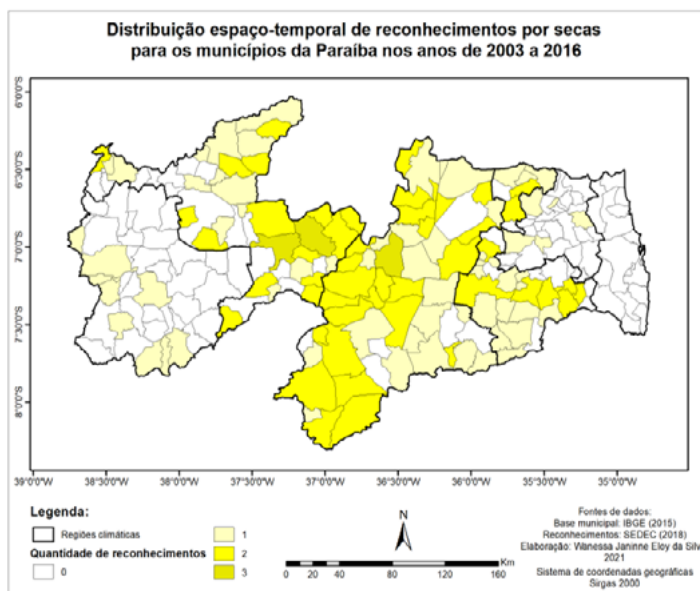 Distribuição espaço-temporal de reconhecimentos por secas
para os municípios da Paraíba nos anos de 2003 a 2016
6°0'0"S
6°30'0"S
7°0'0"S
7°30'0"S
8°0'0"S
39°0'0"W 38°30'0"W 38°0'0"W 37°30'0"W 37°0'0"W 36°30'0"W 36°0'0"W 35°30'0"W 35°0'0"W
Legenda:
Regiões climáticas
Quantidade de reconhecimentos
0
1
2
3
N
Km
0 20 40 80 120 160
Fontes de dados:
Base municipal: IBGE (2015)
Reconhecimentos: SEDEC (2018)
Elaboração: Wanessa Janinne Eloy da Silv
2021
Sistema de coordenadas geográficas
Sirgas 2000